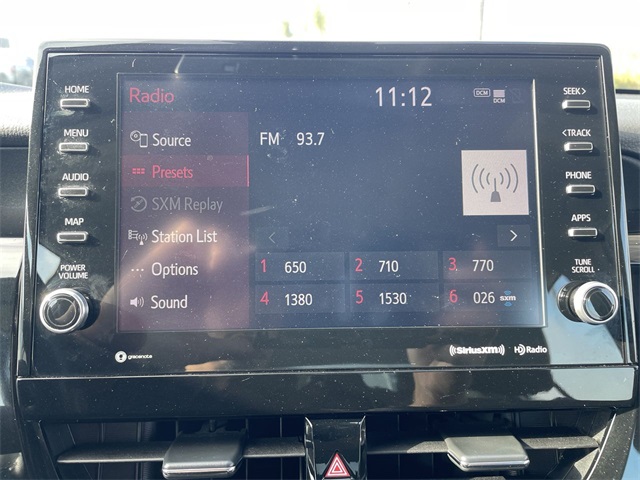 HOME
MENU
AUDIO
MAP
POWER
VOLUME
Radio
11:12
DCM
DCM
Source
Presets
SXM Replay
Station List
Options
Sound
FM 93.7
1 650
2 710
3 770
4 1380
5 1530
6 026 sxm
SEEK>
<TRACK
PHONE
APPS
TUNE
SCROLL
gracenote
((SiriusXM))
HD Radio